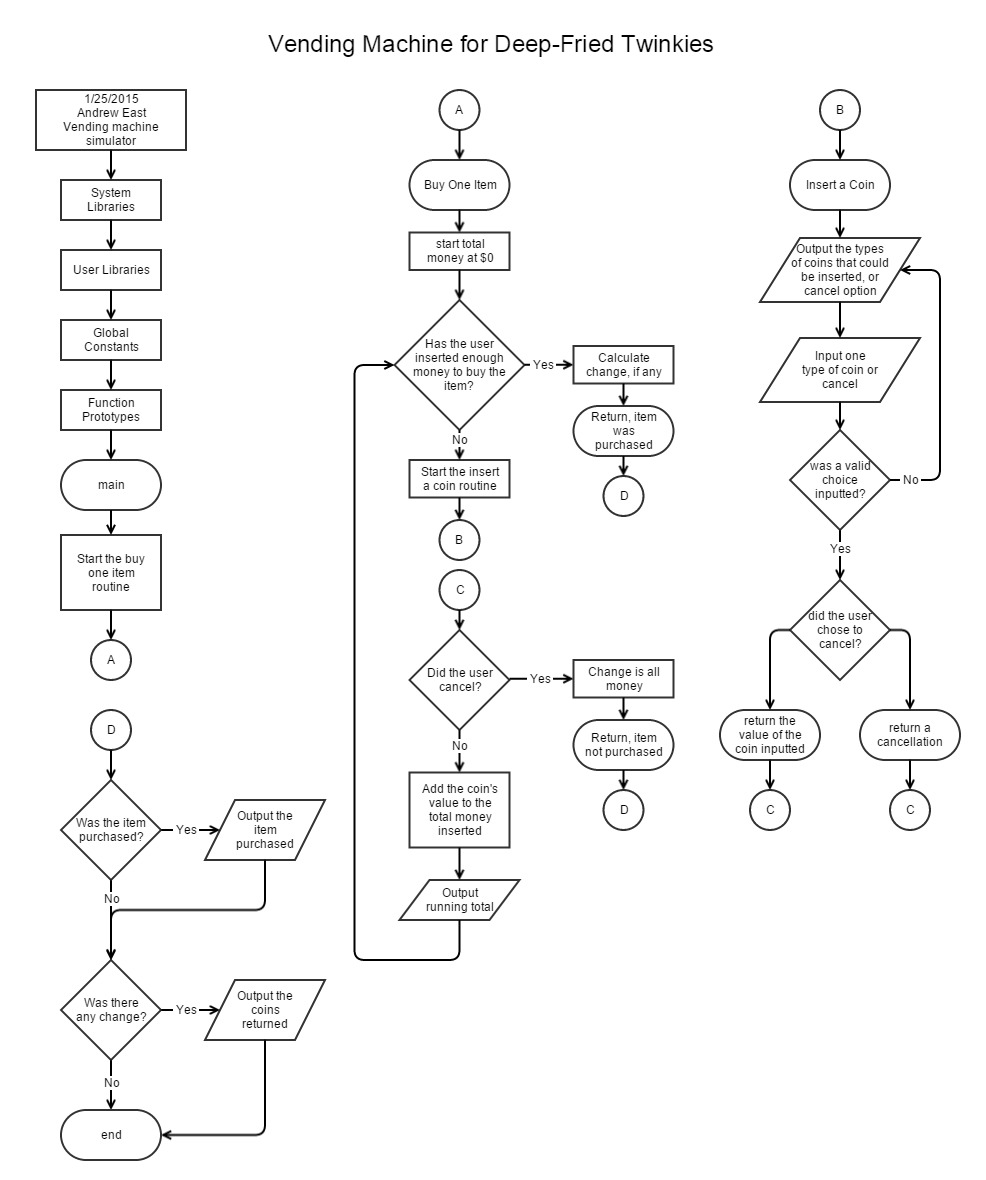 Vending Machine for Deep-Fried Twinkies
1/25/2015
Andrew East
Vending machine
simulator
System
Libraries
User Libraries
Global
Constants
Function
Prototypes
main
Start the buy
one item
routine
A
D
Was the item
purchased?
Yes
Output the
item
purchased
No
Was there
any change?
Yes
Output the
coins
returned
No
end
A
Buy One Item
start total
money at $0
Has the user
inserted enough
money to buy the
item?
Yes
Calculate
change, if any
Return, item
was
purchased
D
No
Start the insert
a coin routine
B
C
Did the user
cancel?
Yes
Change is all
money
Return, item
not purchased
D
No
Add the coin's
value to the
total money
inserted
Output
running total
B
Insert a Coin
Output the types
of coins that could
be inserted, or
cancel option
Input one
type of coin or
cancel
was a valid
choice
inputted?
No
Yes
did the user
chose to
cancel?
return the
value of the
coin inputted
C
return a
cancellation
C